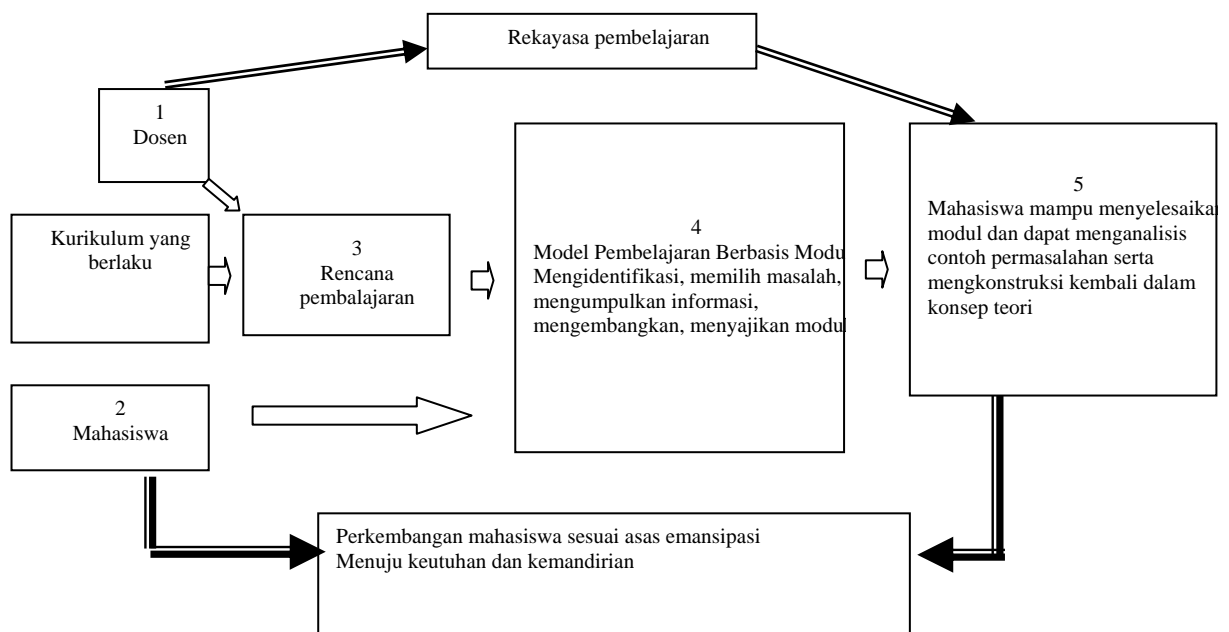 Rekayasa pembelajaran
1
Dosen
Kurikulum yang
berlaku
3
Rencana
pembalajaran
4
Model Pembelajaran Berbasis Modu
Mengidentifikasi, memilih masalah,
mengumpulkan informasi,
mengembangkan, menyajikan modul
5
Mahasiswa mampu menyelesaikan
modul dan dapat menganalisis
contoh permasalahan serta
mengkonstruksi kembali dalam
konsep teori
2
Mahasiswa
Perkembangan mahasiswa sesuai asas emansipasi
Menuju keutuhan dan kemandirian